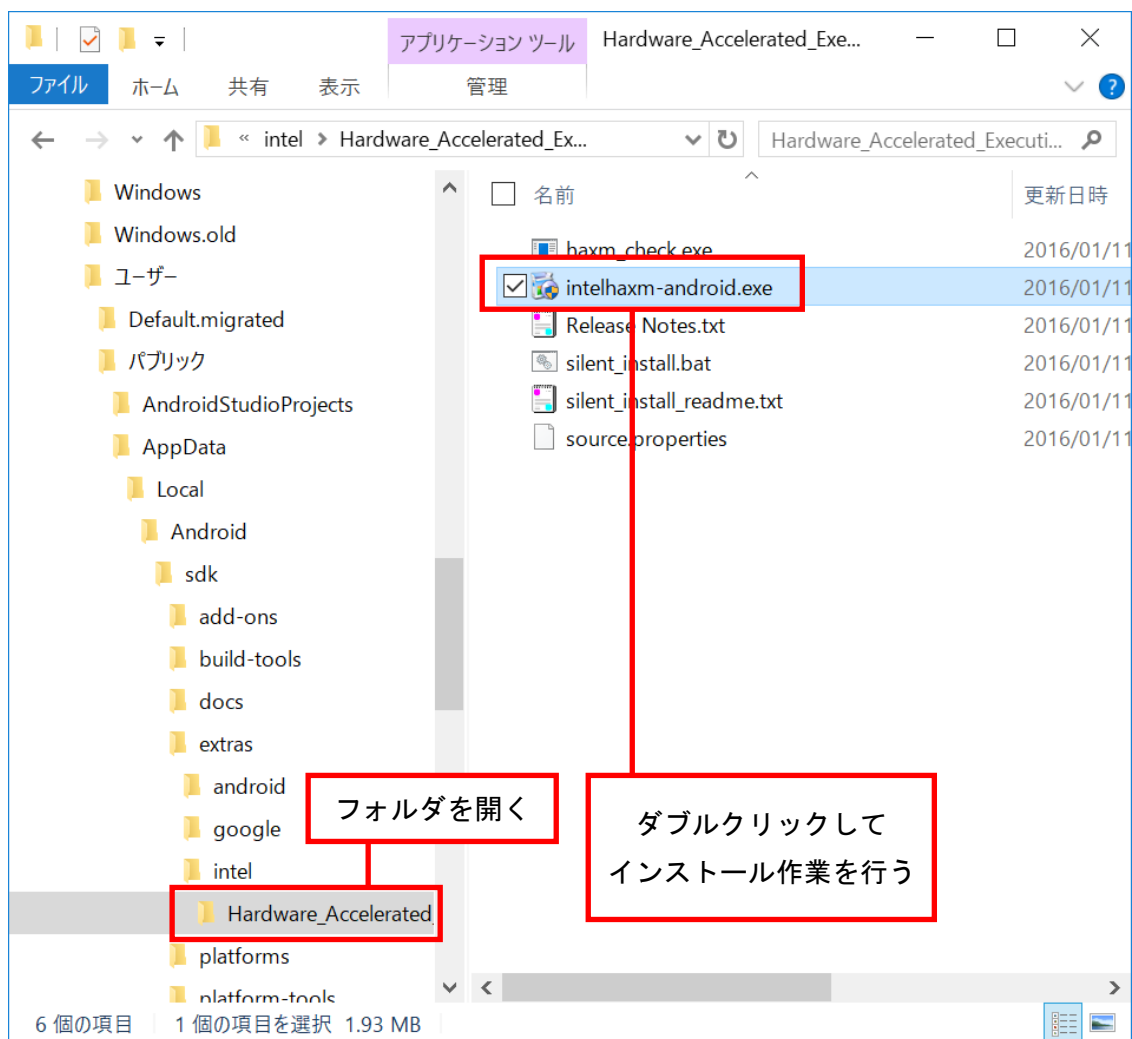 アプリケーション ツール
Hardware_Accelerated_Exe...
ファイル
ホーム
共有
表示
管理
« intel > Hardware_Accelerated_Ex...
Hardware_Accelerated_Executi...
Windows
Windows.old
ユーザー
Default.migrated
パブリック
AndroidStudioProjects
AppData
Local
Android
sdk
add-ons
build-tools
docs
extras
android
google
intel
Hardware_Accelerated_
platforms
platform-tools
名前
更新日時
haxm_check.exe
2016/01/11
intelhaxm-android.exe
2016/01/11
Release Notes.txt
2016/01/11
silent_install.bat
2016/01/11
silent_install_readme.txt
2016/01/11
source.properties
2016/01/11
フォルダを開く
ダブルクリックして
インストール作業を行う
6 個の項目
1 個の項目を選択 1.93 MB